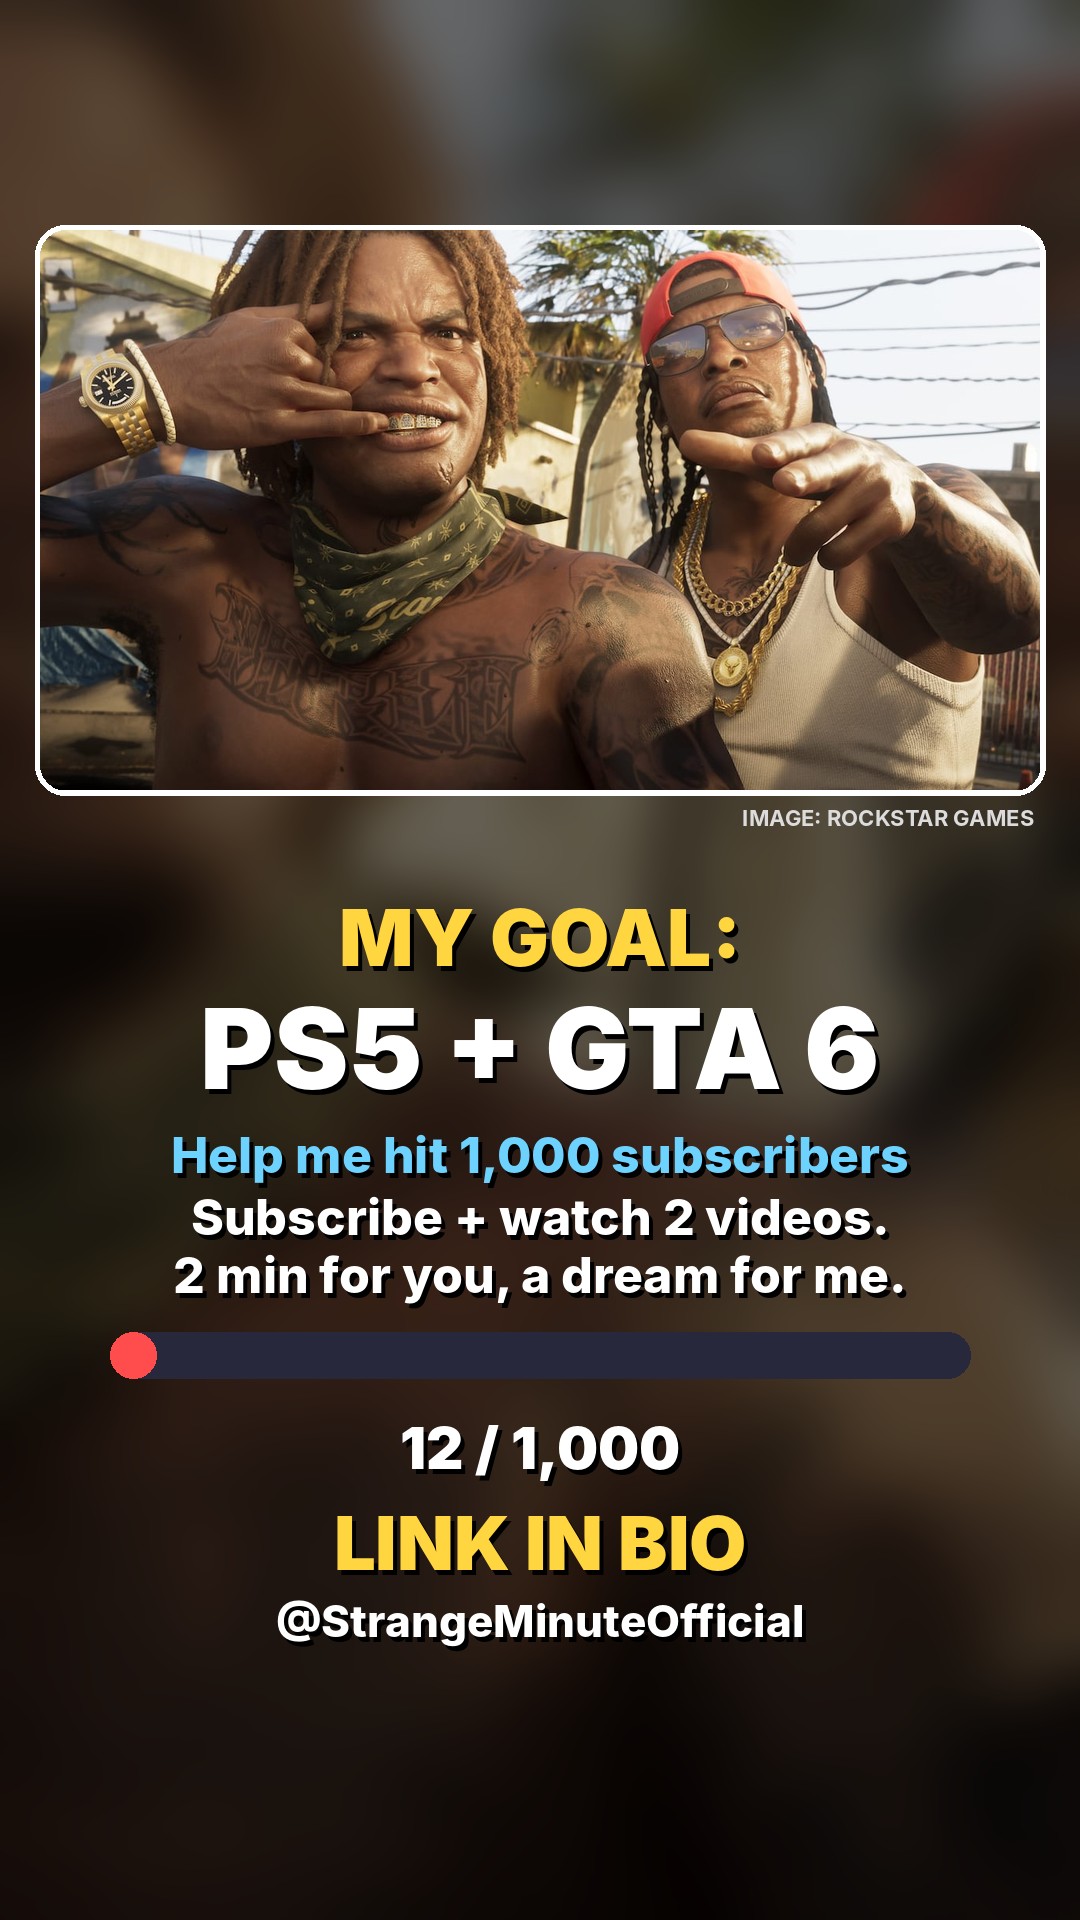 IMAGE: ROCKSTAR GAMES
MY GOAL:
PS5 + GTA 6
Help me hit 1,000 subscribers
Subscribe + watch 2 videos.
2 min for you, a dream for me.
12 / 1,000
LINK IN BIO
@StrangeMinuteOfficial